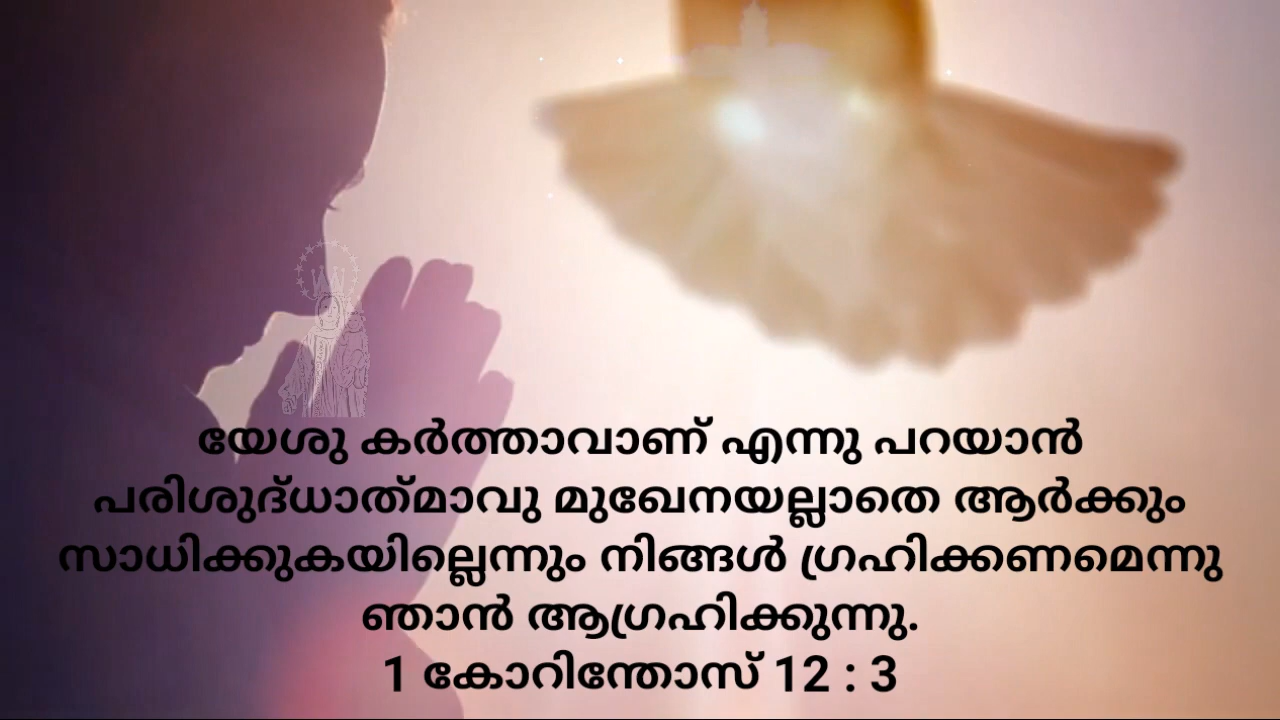 യേശു കർത്താവാണ് എന്നു പറയാൻ
പരിശുദ്ധാത്മാവു മുഖേനയല്ലാതെ ആർക്കും
സാധിക്കുകയില്ലെന്നും നിങ്ങൾ ഗ്രഹിക്കണമെന്നു
ഞാൻ ആഗ്രഹിക്കുന്നു.
1 കോറിന്തോസ് 12 : 3